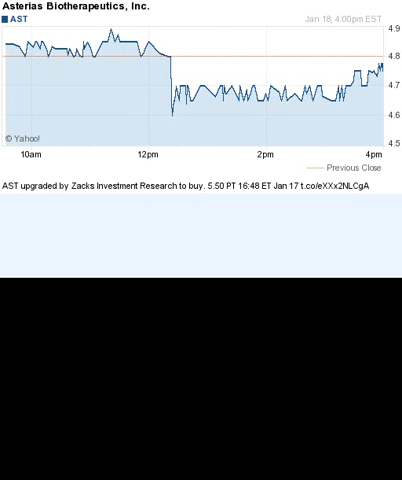 Asterias Biotherapeutics, Inc.
AST
Jan 18, 4:00pm EST
4.9
4.8
4.7
4.6
4.5
© Yahoo!
10am 12pm 2pm 4pm
Previous Close
AST upgraded by Zacks Investment Research to buy. 5.50 PT 16:48 ET Jan 17 t.co/eXXx2NLCgA